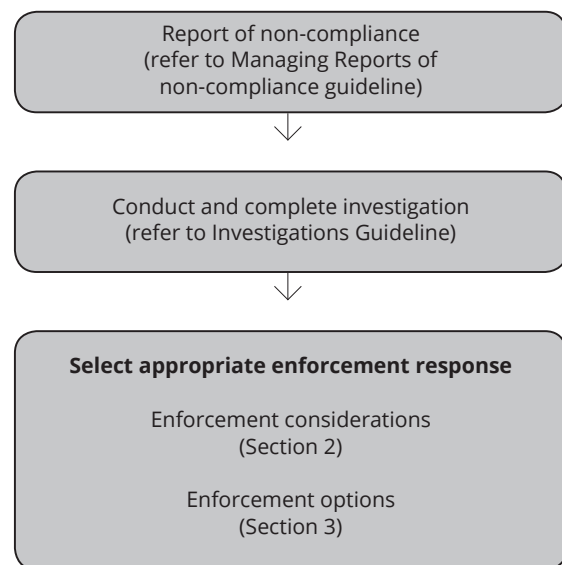 Report of non-compliance
(refer to Managing Reports of
non-compliance guideline)
Conduct and complete investigation
(refer to Investigations Guideline)
Select appropriate enforcement response
Enforcement considerations
(Section 2)
Enforcement options
(Section 3)